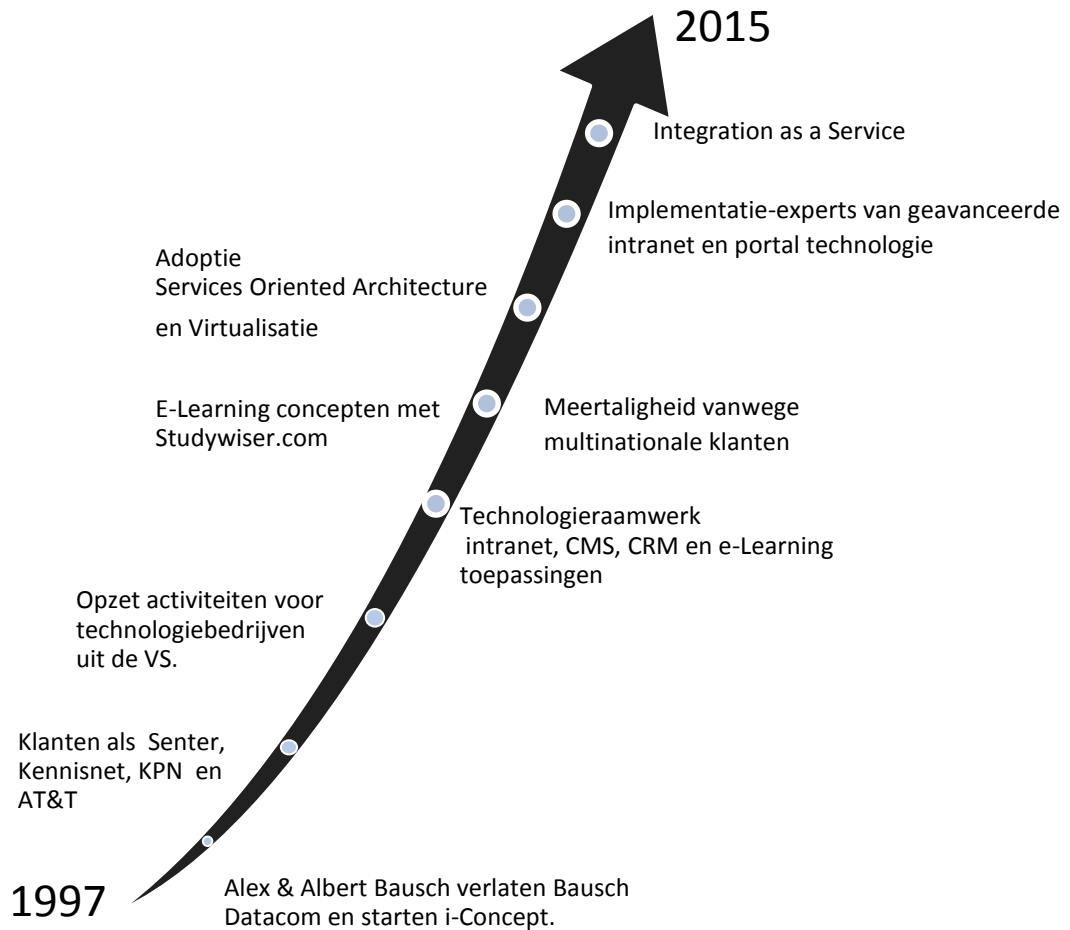 2015
Integration as a Service
Implementatie-experts van geavanceerde
intranet en portal technologie
Adoptie
Services Oriented Architecture
en Virtualisatie
E-Learning concepten met
Studywiser.com
Meertaligheid vanwege
multinationale klanten
Technologieraamwerk
intranet, CMS, CRM en e-Learning
toepassingen
Opzet activiteiten voor
technologiebedrijven
uit de VS.
Klanten als Senter,
Kennisnet, KPN en
AT&T
1997
Alex & Albert Bausch verlaten Bausch
Datacom en starten i-Concept.